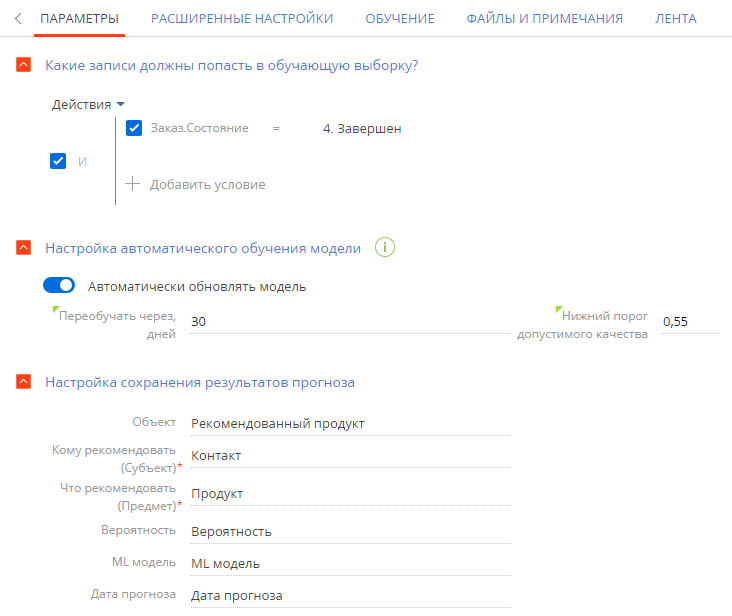 ПАРАМЕТРЫ РАСШИРЕННЫЕ НАСТРОЙКИ ОБУЧЕНИЕ ФАЙЛЫ И ПРИМЕЧАНИЯ ЛЕНТА
Какие записи должны попасть в обучающую выборку?
Действия
Заказ.Состояние = 4. Завершен
И
Добавить условие
Настройка автоматического обучения модели i
Автоматически обновлять модель
Переобучать через, дней 30
Нижний порог допустимого качества 0,55
Настройка сохранения результатов прогноза
Объект Рекомендованный продукт
Кому рекомендовать (Субъект)* Контакт
Что рекомендовать (Предмет)* Продукт
Вероятность Вероятность
ML модель ML модель
Дата прогноза Дата прогноза